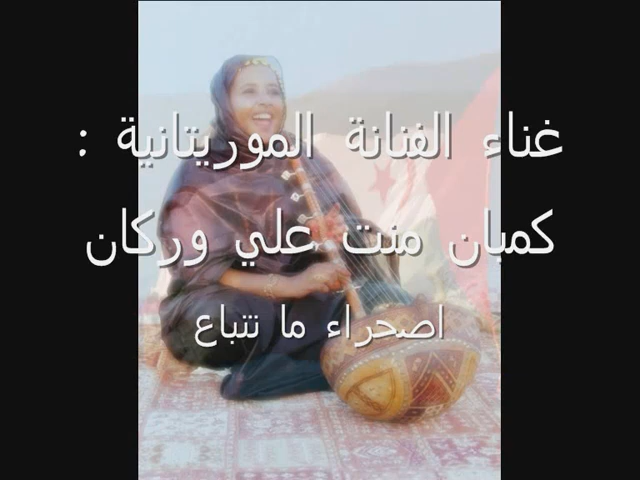 غناء الفنانة الموريتانية :
كمبان منت علي وركان
اصحراء ما تتباع